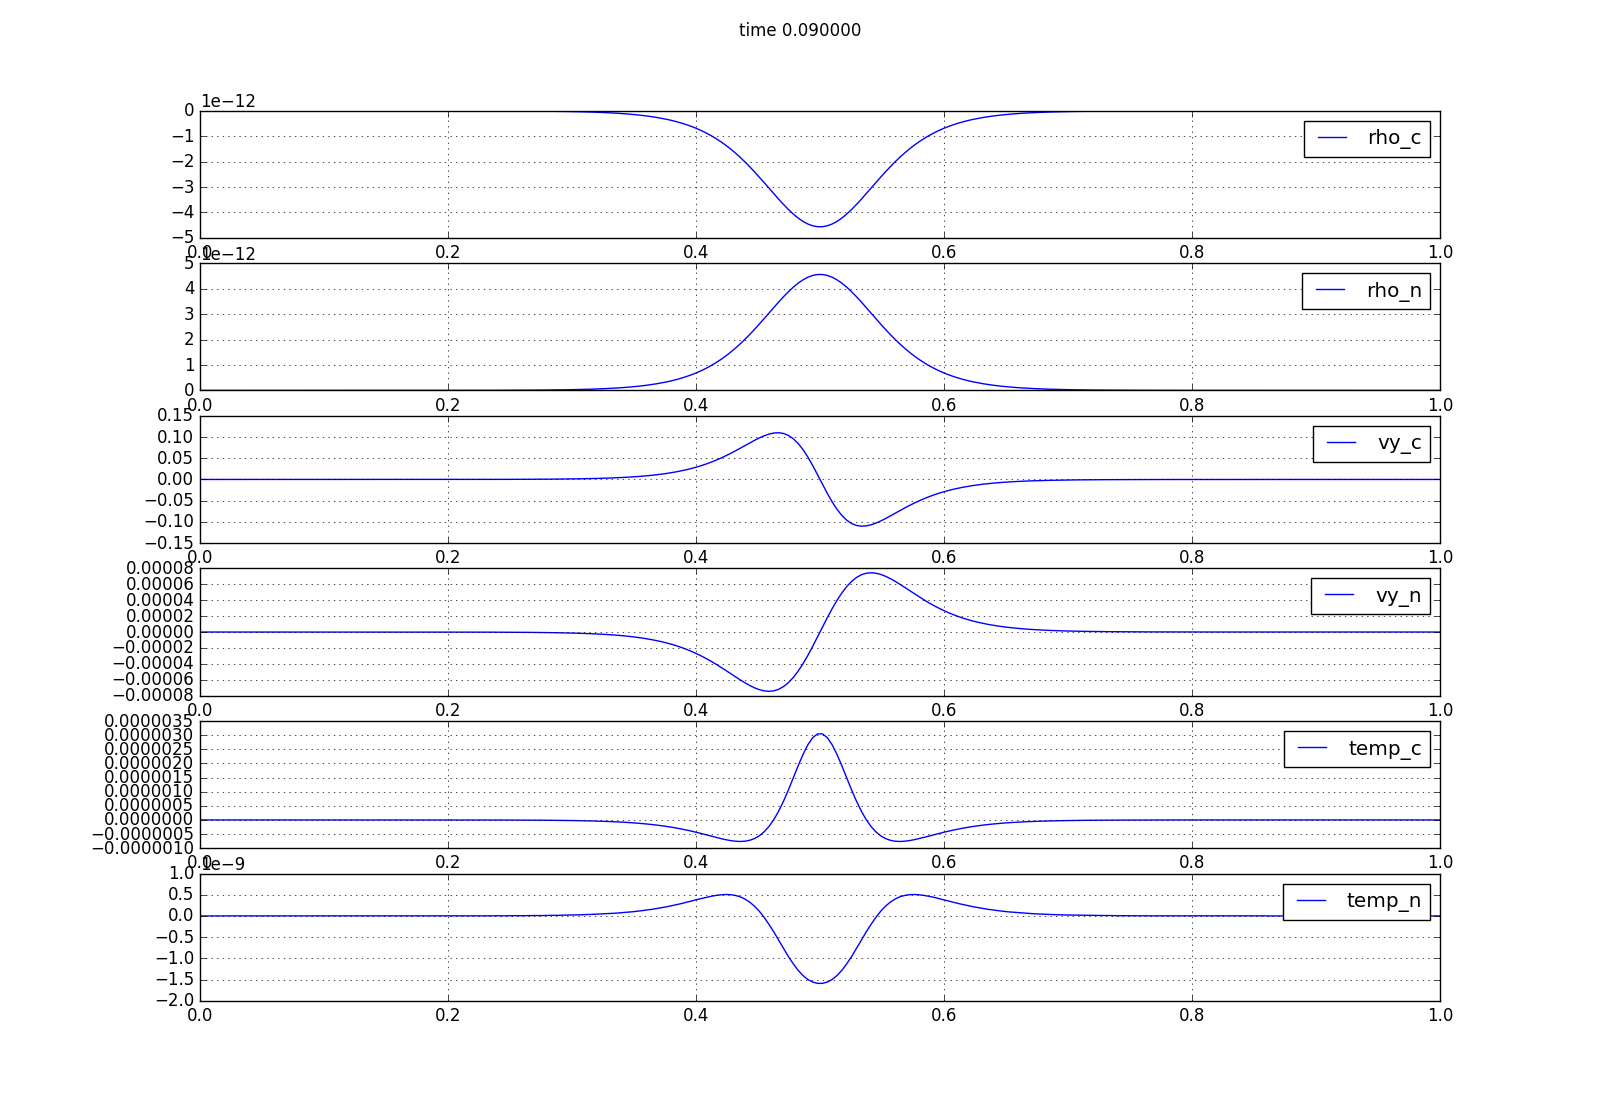 time 0.090000
1e−12
0
−1
−2
−3
−4
−5
rho_c
0.0 0.2 0.4 0.6 0.8 1.0
1e−12
5
4
3
2
1
0
rho_n
0.0 0.2 0.4 0.6 0.8 1.0
0.15
0.10
0.05
0.00
−0.05
−0.10
−0.15
vy_c
0.0 0.2 0.4 0.6 0.8 1.0
0.00008
0.00006
0.00004
0.00002
0.00000
−0.00002
−0.00004
−0.00006
−0.00008
vy_n
0.0 0.2 0.4 0.6 0.8 1.0
0.0000035
0.0000030
0.0000025
0.0000020
0.0000015
0.0000010
0.0000005
0.0000000
−0.0000005
−0.0000010
temp_c
0.0 0.2 0.4 0.6 0.8 1.0
1e−9
1.0
0.5
0.0
−0.5
−1.0
−1.5
−2.0
temp_n
0.0 0.2 0.4 0.6 0.8 1.0